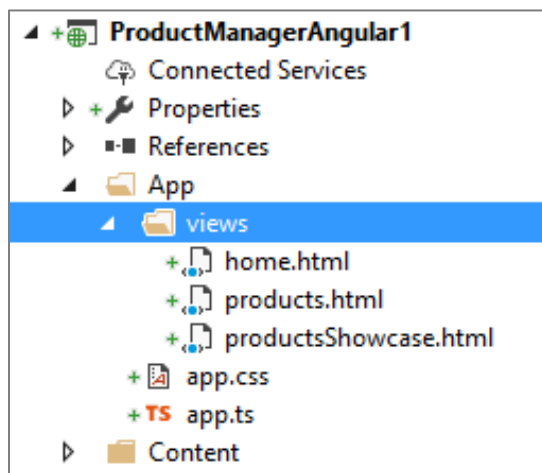 ProductManagerAngular1
Connected Services
Properties
References
App
views
home.html
products.html
productsShowcase.html
app.css
TS app.ts
Content